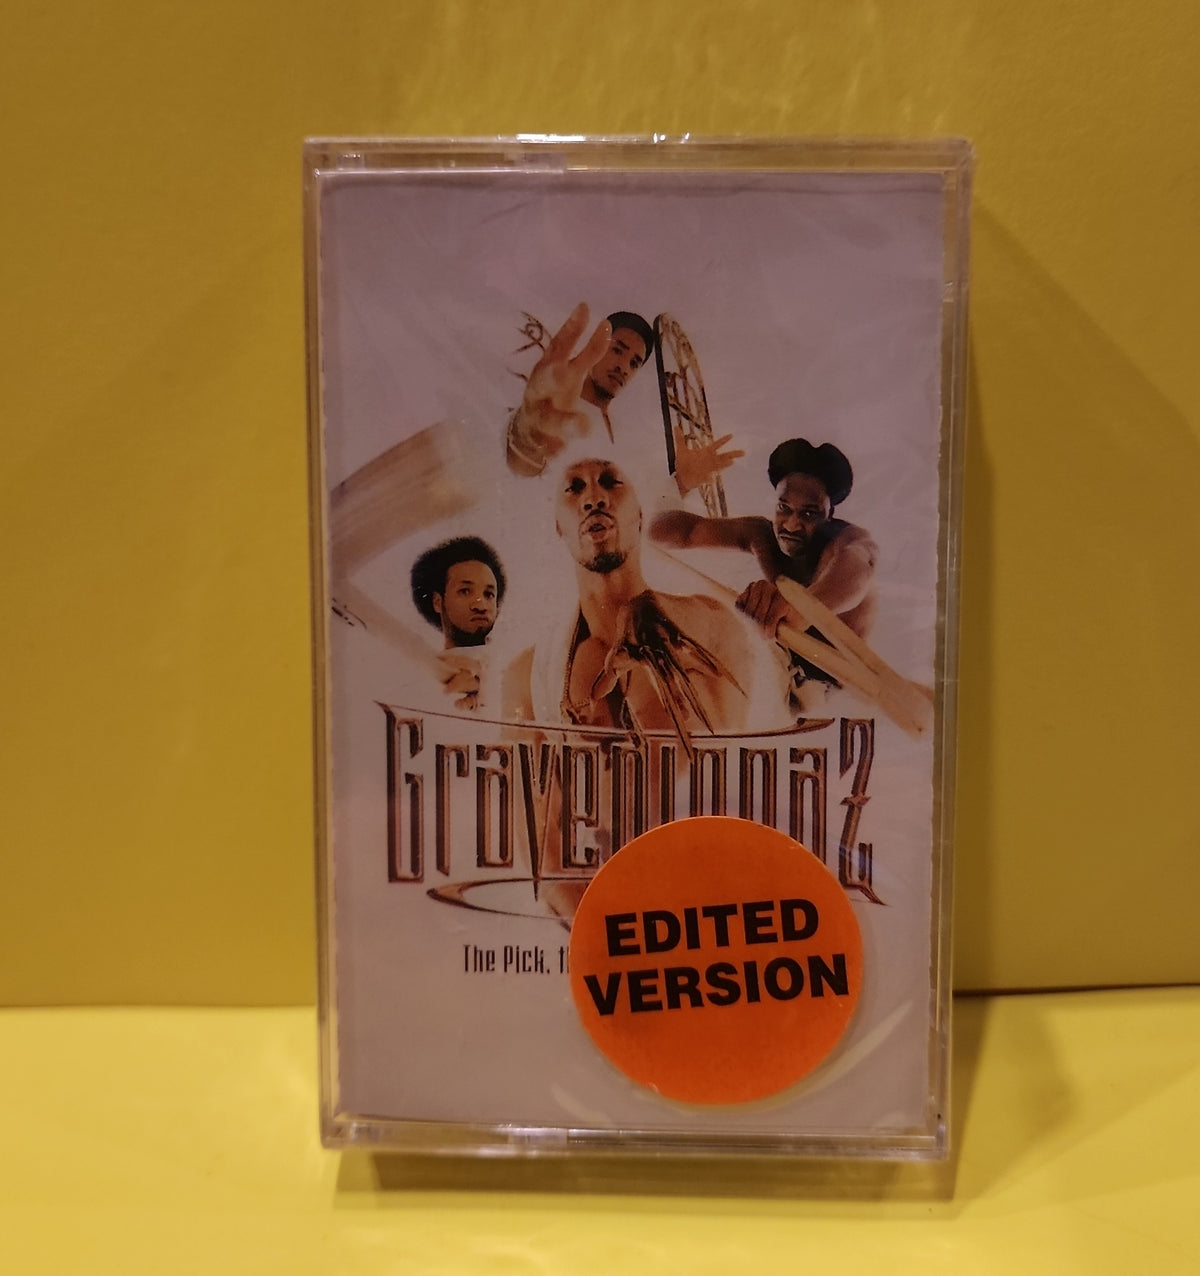 GravediggaZ
EDITED
VERSION
The Pick,